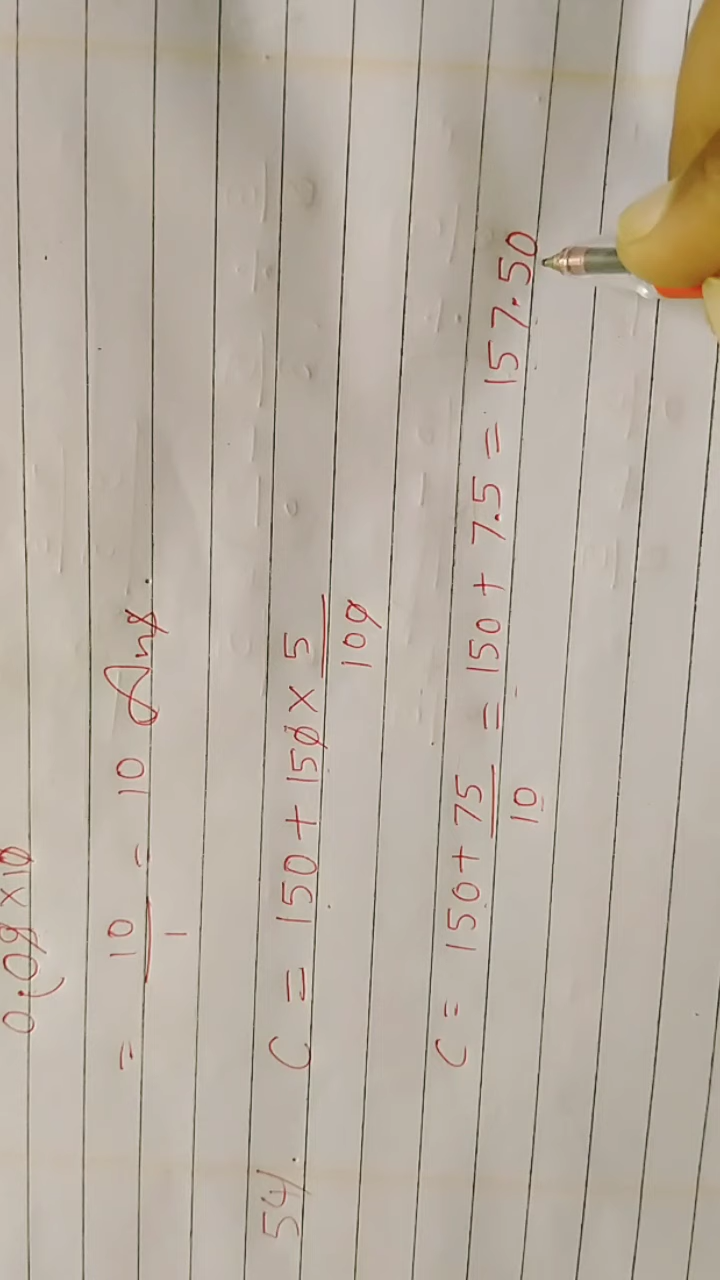 0.09 × 10
= 10/1 = 10 Ans.
54/. C = 150 + 150 × 5/100
C = 150 + 75/10 = 150 + 7.5 = 157.50